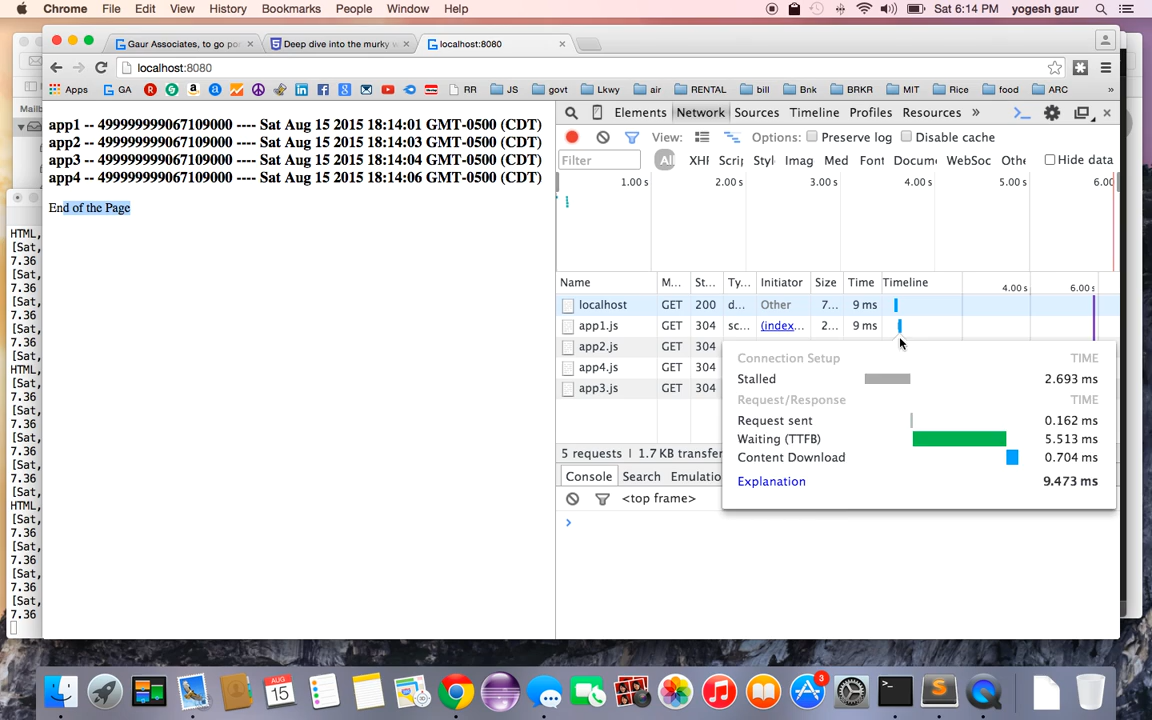 Chrome File Edit View History Bookmarks People Window Help Sat 6:14 PM yogesh gaur
Gaur Associates, to go po Deep dive into the murky localhost:8080
localhost:8080
Apps GA RR JS govt Lkwy air RENTAL bill Bnk BRKR MIT Rice food ARC »
Mailb
app1 -- 499999999067109000 ---- Sat Aug 15 2015 18:14:01 GMT-0500 (CDT)
app2 -- 499999999067109000 ---- Sat Aug 15 2015 18:14:03 GMT-0500 (CDT)
app3 -- 499999999067109000 ---- Sat Aug 15 2015 18:14:04 GMT-0500 (CDT)
app4 -- 499999999067109000 ---- Sat Aug 15 2015 18:14:06 GMT-0500 (CDT)
End of the Page
HTML,
[Sat,
7.36
[Sat,
7.36
[Sat,
7.36
[Sat,
7.36
[Sat,
HTML,
[Sat,
7.36
[Sat,
7.36
[Sat,
7.36
[Sat,
7.36
[Sat,
HTML,
[Sat,
7.36
[Sat,
7.36
[Sat,
7.36
[Sat,
7.36
Elements Network Sources Timeline Profiles Resources »
View: Options: Preserve log Disable cache
Filter All XHI Scrip Styl Imag Med Font Docume WebSoc Othe Hide data
1.00 s 2.00 s 3.00 s 4.00 s 5.00 s 6.00
Name M... St... Ty... Initiator Size Time Timeline 4.00 s 6.00 s
localhost GET 200 d... Other 7... 9 ms
app1.js GET 304 sc... (index... 2... 9 ms
app2.js GET 304
app4.js GET 304
app3.js GET 304
Connection Setup TIME
Stalled 2.693 ms
Request/Response TIME
Request sent 0.162 ms
Waiting (TTFB) 5.513 ms
Content Download 0.704 ms
Explanation 9.473 ms
5 requests | 1.7 KB transfer
Console Search Emulatio
<top frame>
AUG
15
3